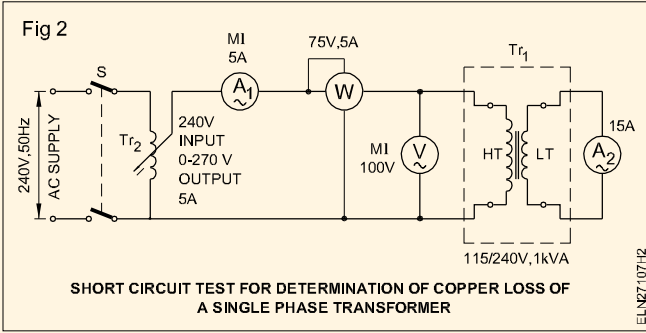 Fig 2
S
240V,50Hz
AC SUPPLY
Tr2
240V
INPUT
0-270 V
OUTPUT
5A
MI
5A
A1
75V,5A
W
MI
100V
V
Tr1
HT
LT
15A
A2
115/240V,1kVA
SHORT CIRCUIT TEST FOR DETERMINATION OF COPPER LOSS OF
A SINGLE PHASE TRANSFORMER
ELN27107H2